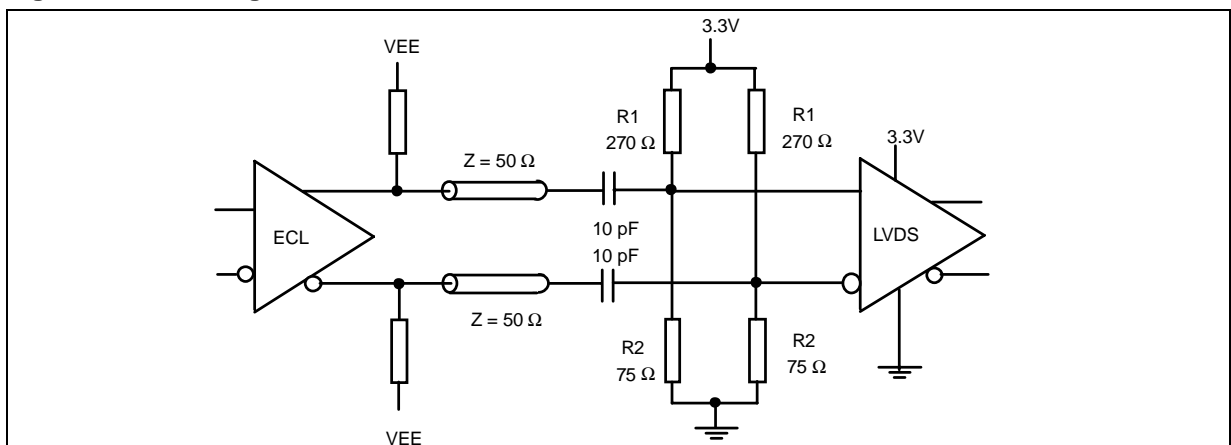 3.3V
VEE
R1
270 Ω
R1
270 Ω
3.3V
Z = 50 Ω
ECL
10 pF
10 pF
LVDS
Z = 50 Ω
R2
75 Ω
R2
75 Ω
VEE